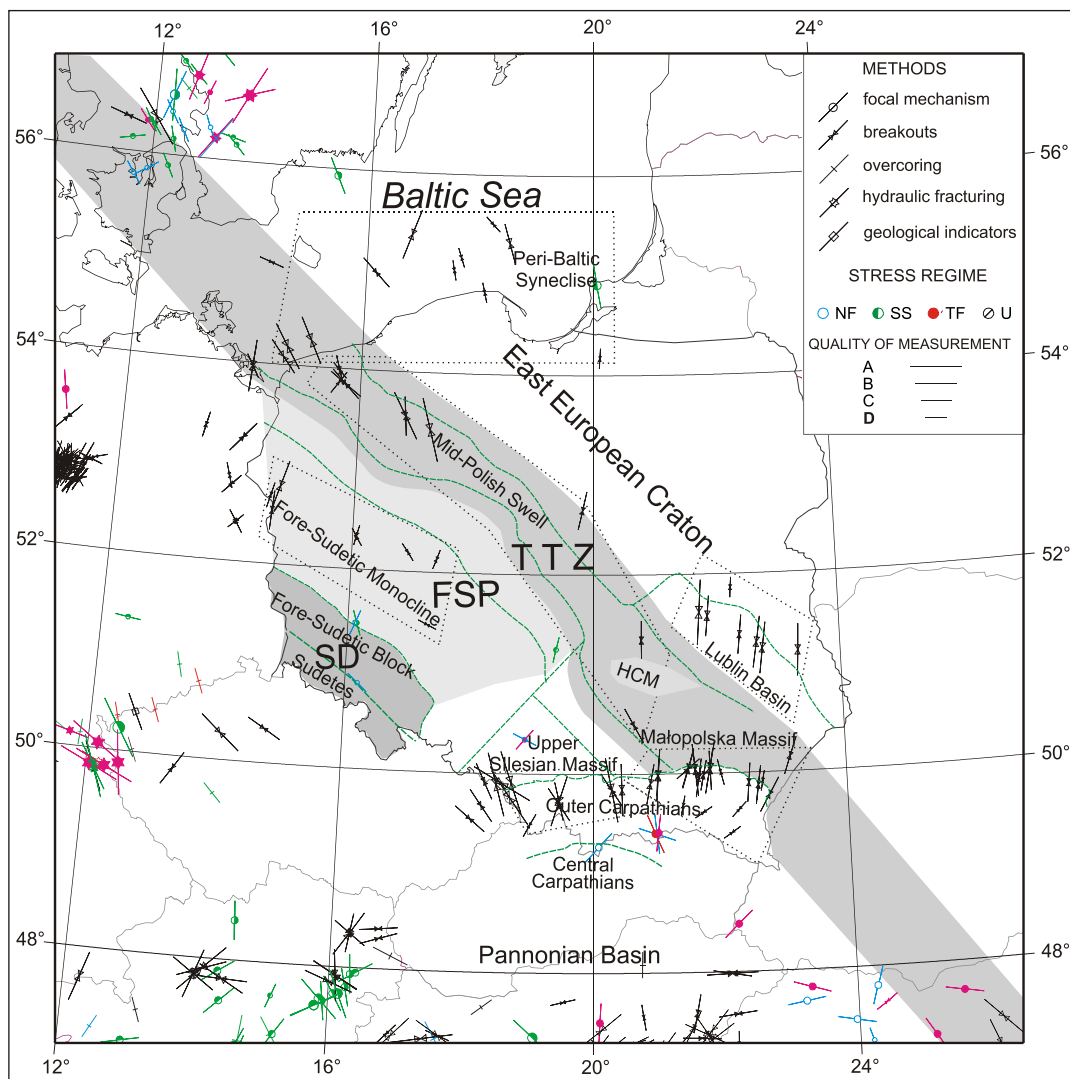 12°
16°
20°
24°
METHODS
focal mechanism
breakouts
overcoring
hydraulic fracturing
geological indicators
STRESS REGIME
NF
SS
TF
U
QUALITY OF MEASUREMENT
A
B
C
D
56°
56°
Baltic Sea
Peri-Baltic
Syneclise
54°
54°
East European Craton
Mid-Polish Swell
52°
52°
T T Z
Fore-Sudetic Monocline
FSP
Fore-Sudetic Block
SD
Sudetes
HCM
Lublin Basin
50°
50°
Małopolska Massif
Upper
SIlesian Massif
Outer Carpathians
Central
Carpathians
48°
48°
Pannonian Basin
12°
16°
20°
24°